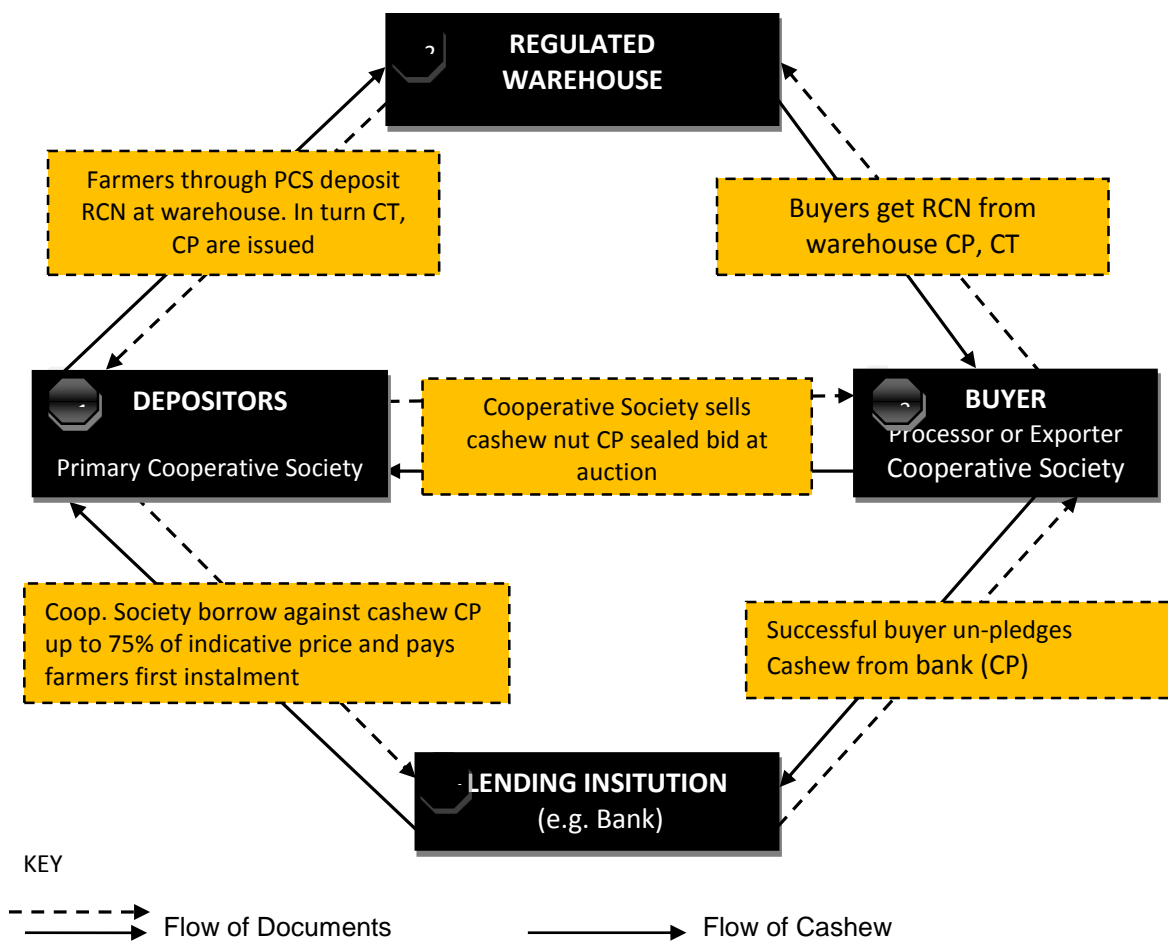 REGULATED
WAREHOUSE
Farmers through PCS deposit
RCN at warehouse. In turn CT,
CP are issued
Buyers get RCN from
warehouse CP, CT
DEPOSITORS
Primary Cooperative Society
Cooperative Society sells
cashew nut CP sealed bid at
auction
BUYER
Processor or Exporter
Cooperative Society
Coop. Society borrow against cashew CP
up to 75% of indicative price and pays
farmers first instalment
Successful buyer un-pledges
Cashew from bank (CP)
LENDING INSITUTION
(e.g. Bank)
KEY
Flow of Documents
Flow of Cashew